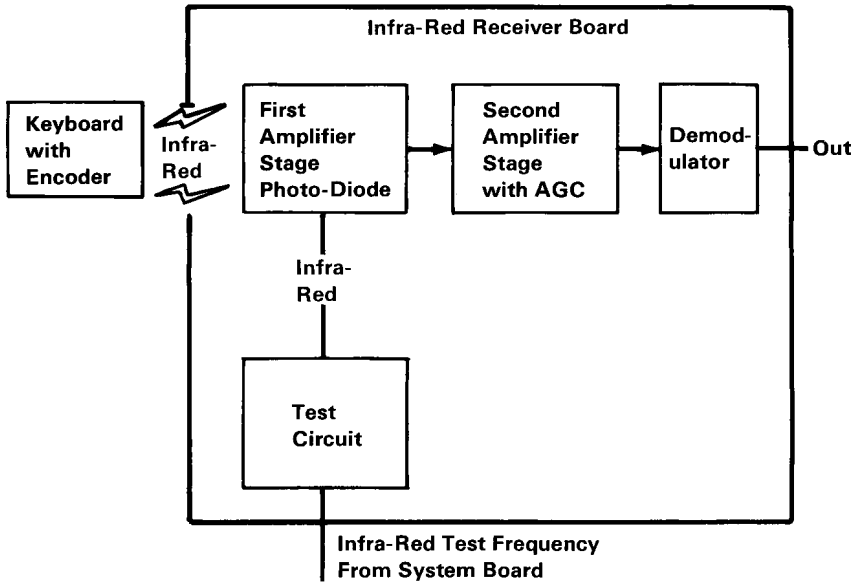 Infra-Red Receiver Board
Keyboard
with
Encoder
Infra-
Red
First
Amplifier
Stage
Photo-Diode
Second
Amplifier
Stage
with AGC
Demod-
ulator
Out
Infra-
Red
Test
Circuit
Infra-Red Test Frequency
From System Board